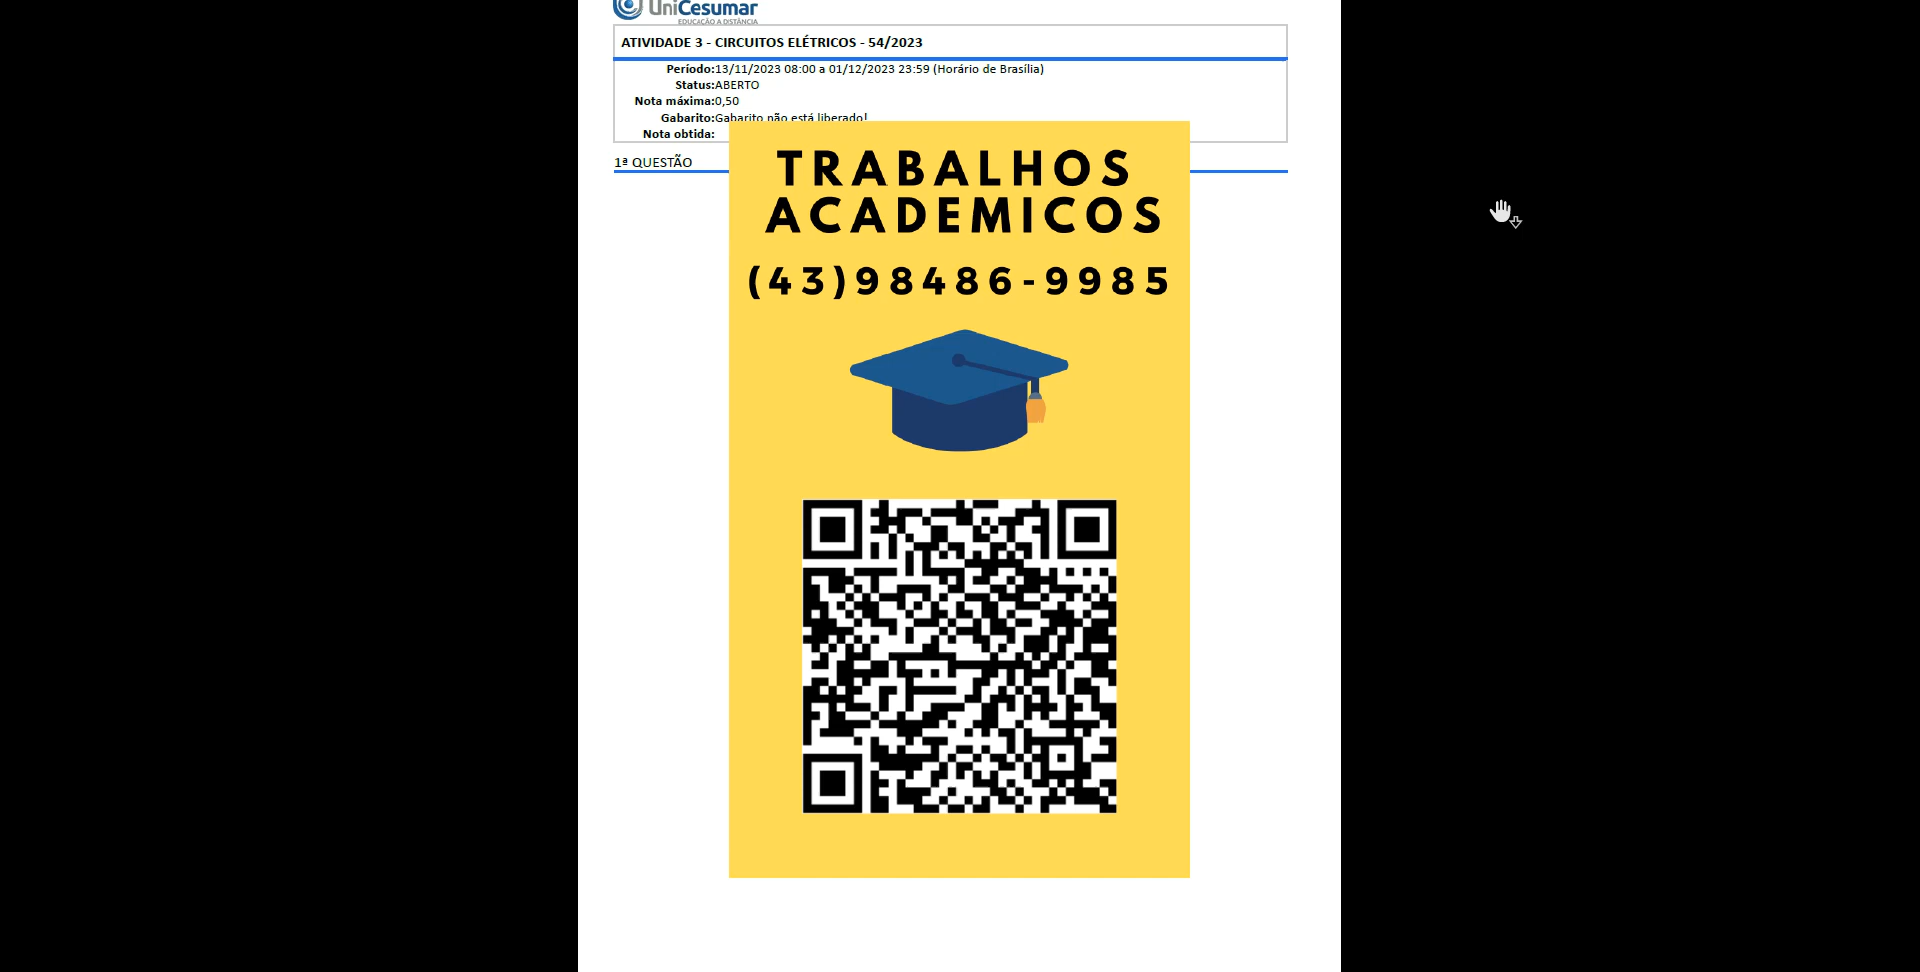 UniCesumar
EDUCAÇÃO A DISTÂNCIA
ATIVIDADE 3 - CIRCUITOS ELÉTRICOS - 54/2023
Período:13/11/2023 08:00 a 01/12/2023 23:59 (Horário de Brasília)
Status:ABERTO
Nota máxima:0,50
Gabarito:Gabarito não está liberado!
Nota obtida:
1ª QUESTÃO
TRABALHOS
ACADEMICOS
(43)98486-9985